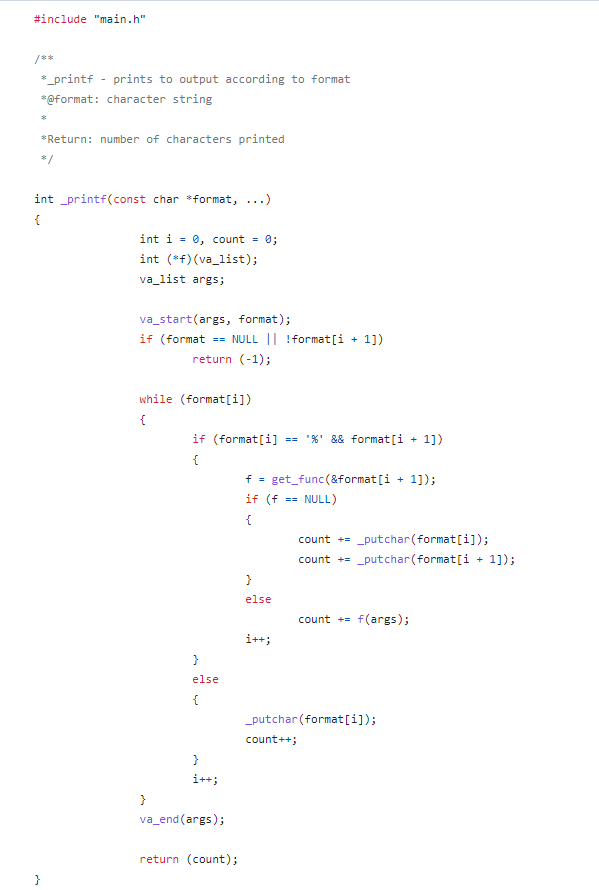 #include "main.h"
/**
*_printf - prints to output according to format
*@format: character string
*
*Return: number of characters printed
*/
int _printf(const char *format, ...)
{
int i = 0, count = 0;
int (*f)(va_list);
va_list args;
va_start(args, format);
if (format == NULL || !format[i + 1])
return (-1);
while (format[i])
{
if (format[i] == '%' && format[i + 1])
{
f = get_func(&format[i + 1]);
if (f == NULL)
{
count += _putchar(format[i]);
count += _putchar(format[i + 1]);
}
else
count += f(args);
i++;
}
else
{
_putchar(format[i]);
count++;
}
i++;
}
va_end(args);
return (count);
}